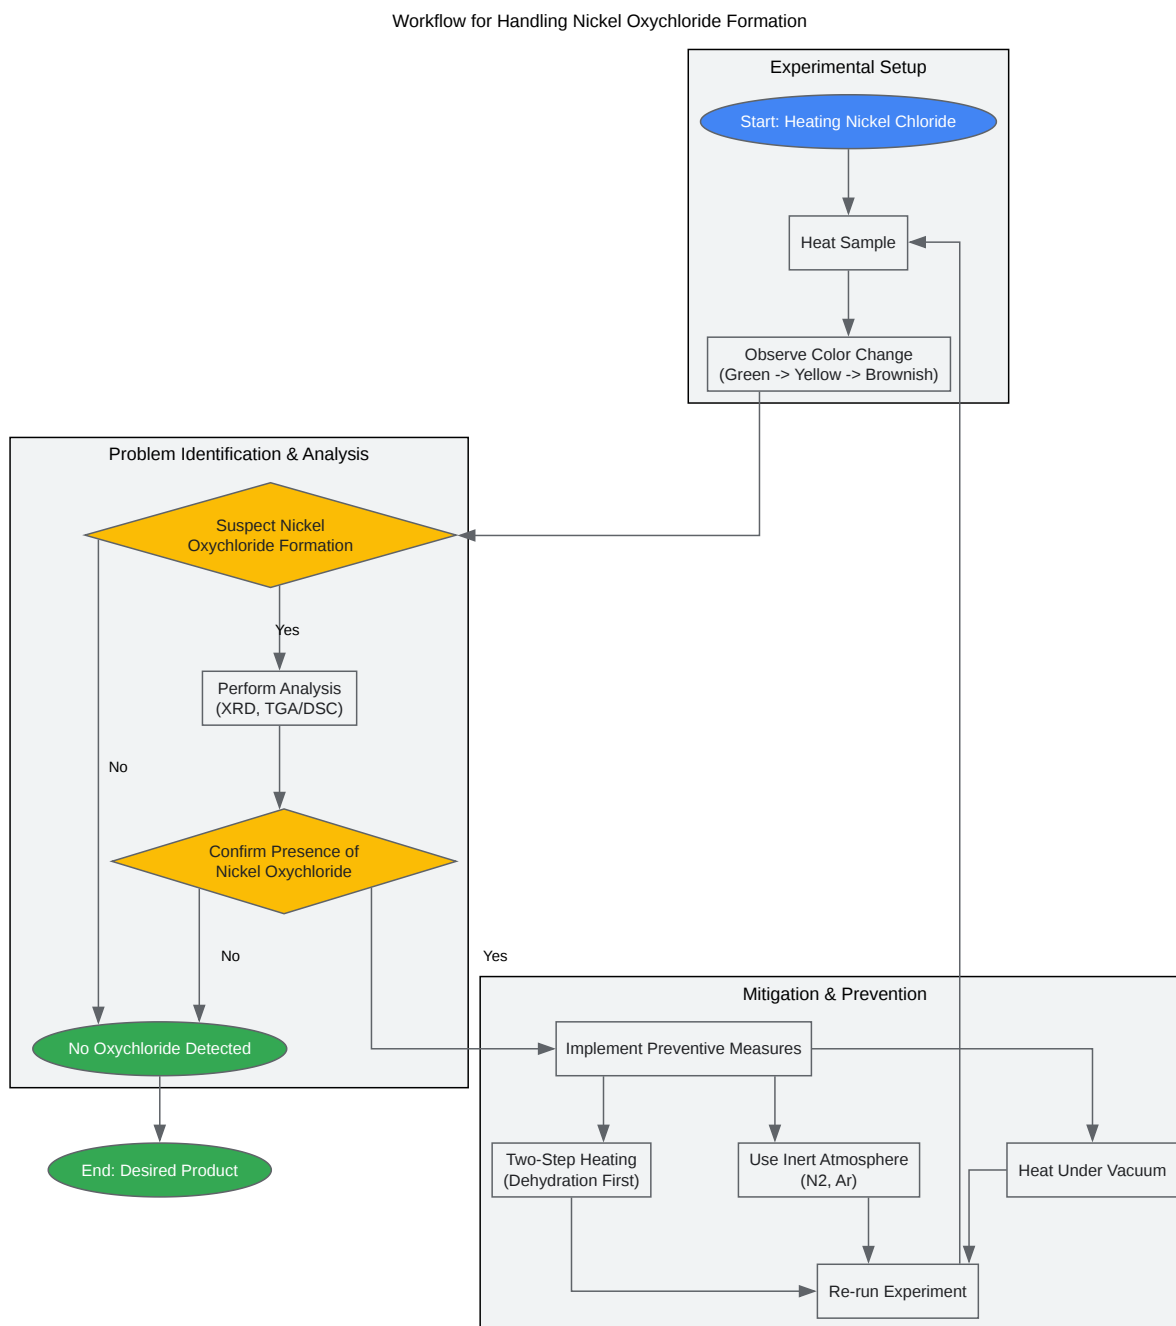 Workflow for Handling Nickel Oxychloride Formation
Experimental Setup
Start: Heating Nickel Chloride
Heat Sample
Observe Color Change
(Green -> Yellow -> Brownish)
Problem Identification & Analysis
Suspect Nickel
Oxychloride Formation
Yes
Perform Analysis
(XRD, TGA/DSC)
No
Confirm Presence of
Nickel Oxychloride
No
Yes
No Oxychloride Detected
End: Desired Product
Mitigation & Prevention
Implement Preventive Measures
Two-Step Heating
(Dehydration First)
Use Inert Atmosphere
(N2, Ar)
Heat Under Vacuum
Re-run Experiment